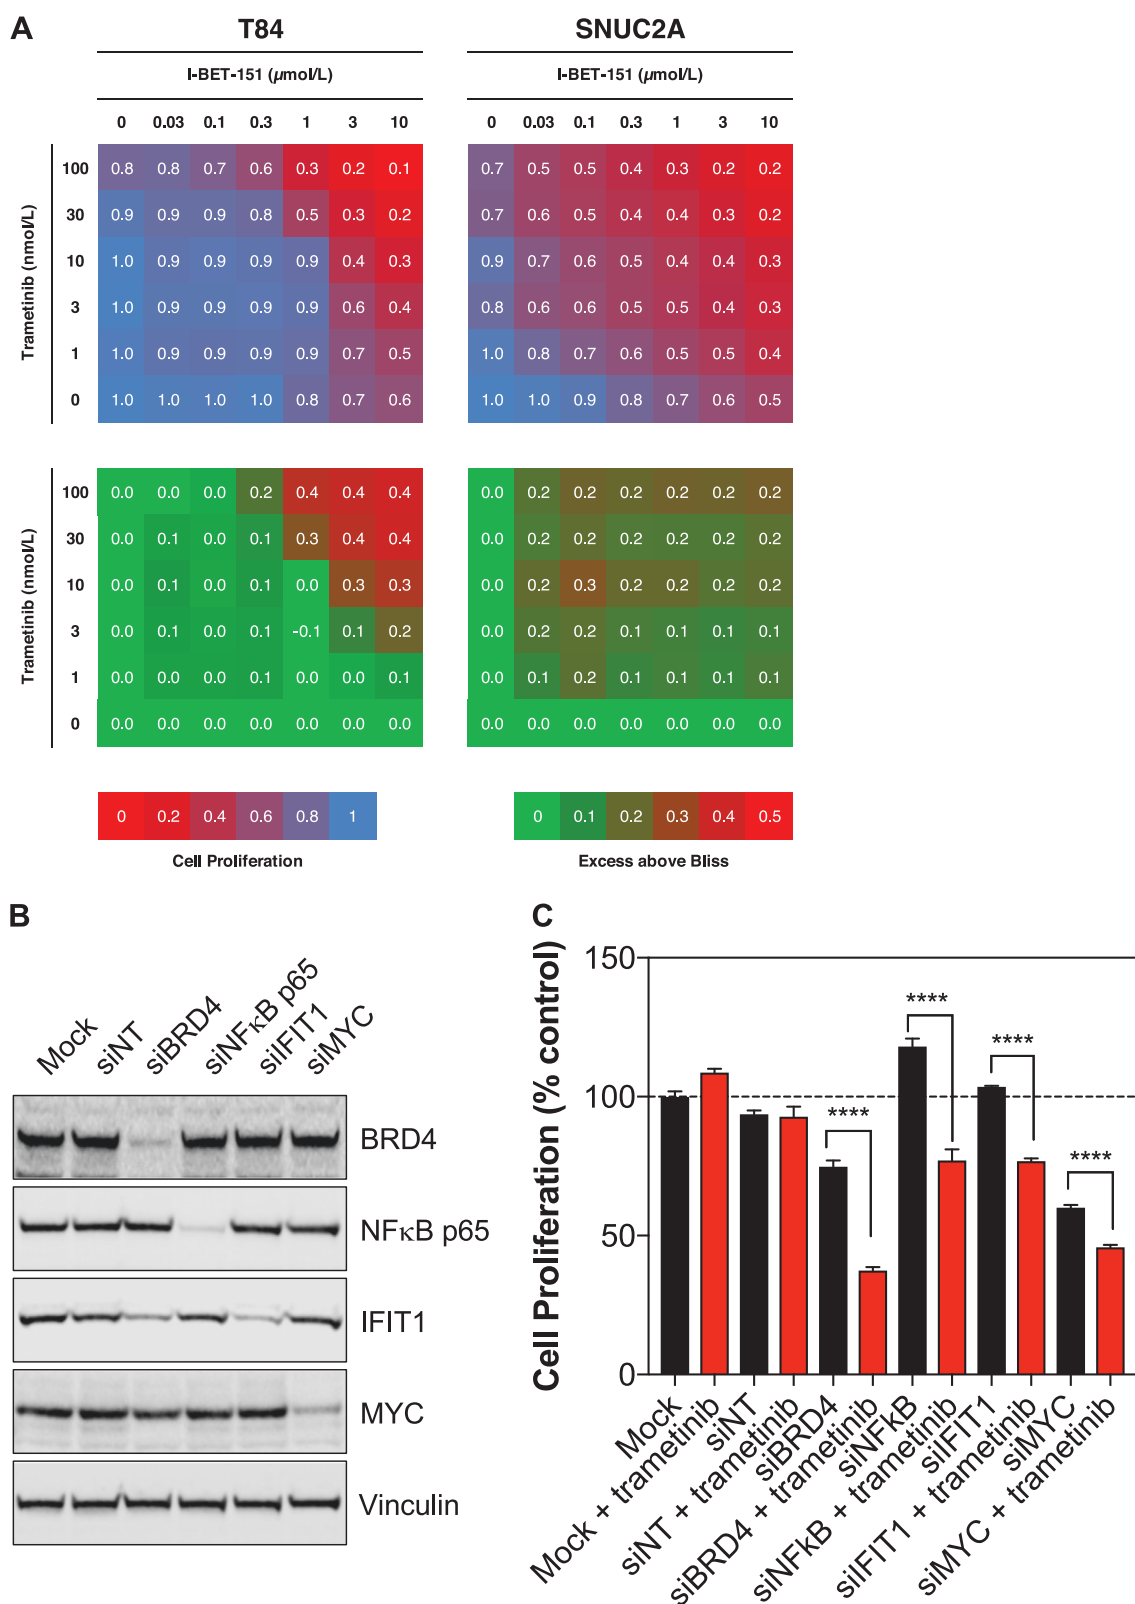 A
T84 SNUC2A
I-BET-151 (µmol/L) I-BET-151 (µmol/L)
0 0.03 0.1 0.3 1 3 10 0 0.03 0.1 0.3 1 3 10
Trametinib (nmol/L)
100 0.8 0.8 0.7 0.6 0.3 0.2 0.1 0.7 0.5 0.5 0.4 0.3 0.2 0.2
30 0.9 0.9 0.9 0.8 0.5 0.3 0.2 0.7 0.6 0.5 0.4 0.4 0.3 0.2
10 1.0 0.9 0.9 0.9 0.9 0.4 0.3 0.9 0.7 0.6 0.5 0.4 0.4 0.3
3 1.0 0.9 0.9 0.9 0.9 0.6 0.4 0.8 0.6 0.6 0.5 0.5 0.4 0.3
1 1.0 0.9 0.9 0.9 0.9 0.7 0.5 1.0 0.8 0.7 0.6 0.5 0.5 0.4
0 1.0 1.0 1.0 1.0 0.8 0.7 0.6 1.0 1.0 0.9 0.8 0.7 0.6 0.5
Trametinib (nmol/L)
100 0.0 0.0 0.0 0.2 0.4 0.4 0.4 0.0 0.2 0.2 0.2 0.2 0.2 0.2
30 0.0 0.1 0.0 0.1 0.3 0.4 0.4 0.0 0.2 0.2 0.2 0.2 0.2 0.2
10 0.0 0.1 0.0 0.1 0.0 0.3 0.3 0.0 0.2 0.3 0.2 0.2 0.2 0.2
3 0.0 0.1 0.0 0.1 -0.1 0.1 0.2 0.0 0.2 0.2 0.1 0.1 0.1 0.1
1 0.0 0.0 0.0 0.1 0.0 0.0 0.1 0.0 0.1 0.2 0.1 0.1 0.1 0.1
0 0.0 0.0 0.0 0.0 0.0 0.0 0.0 0.0 0.0 0.0 0.0 0.0 0.0 0.0
0 0.2 0.4 0.6 0.8 1 0 0.1 0.2 0.3 0.4 0.5
Cell Proliferation Excess above Bliss
B
Mock siNT siBRD4 siNFκB p65 siIFIT1 siMYC
BRD4
NFκB p65
IFIT1
MYC
Vinculin
C
Cell Proliferation (% control)
150
100
50
0
**** **** **** ****
Mock
Mock + trametinib
siNT
siNT + trametinib
siBRD4
siBRD4 + trametinib
siNFkB
siNFkB + trametinib
siIFIT1
siIFIT1 + trametinib
siMYC
siMYC + trametinib